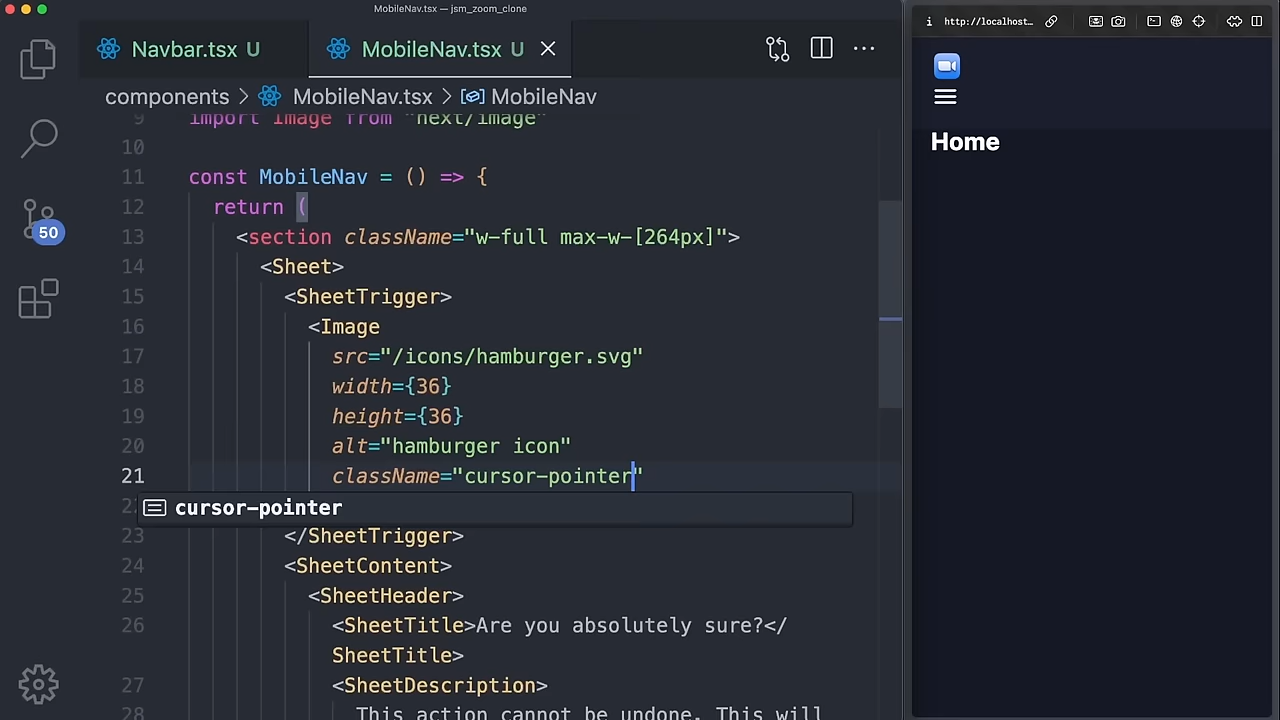 MobileNav.tsx — jsm_zoom_clone
Navbar.tsx U
MobileNav.tsx U
components > MobileNav.tsx > MobileNav
9 import Image from "next/image"
10
11 const MobileNav = () => {
12 return (
13 <section className="w-full max-w-[264px]">
14 <Sheet>
15 <SheetTrigger>
16 <Image
17 src="/icons/hamburger.svg"
18 width={36}
19 height={36}
20 alt="hamburger icon"
21 className="cursor-pointer"
cursor-pointer
23 </SheetTrigger>
24 <SheetContent>
25 <SheetHeader>
26 <SheetTitle>Are you absolutely sure?</
SheetTitle>
27 <SheetDescription>
28 This action cannot be undone. This will
50
http://localhost…
Home